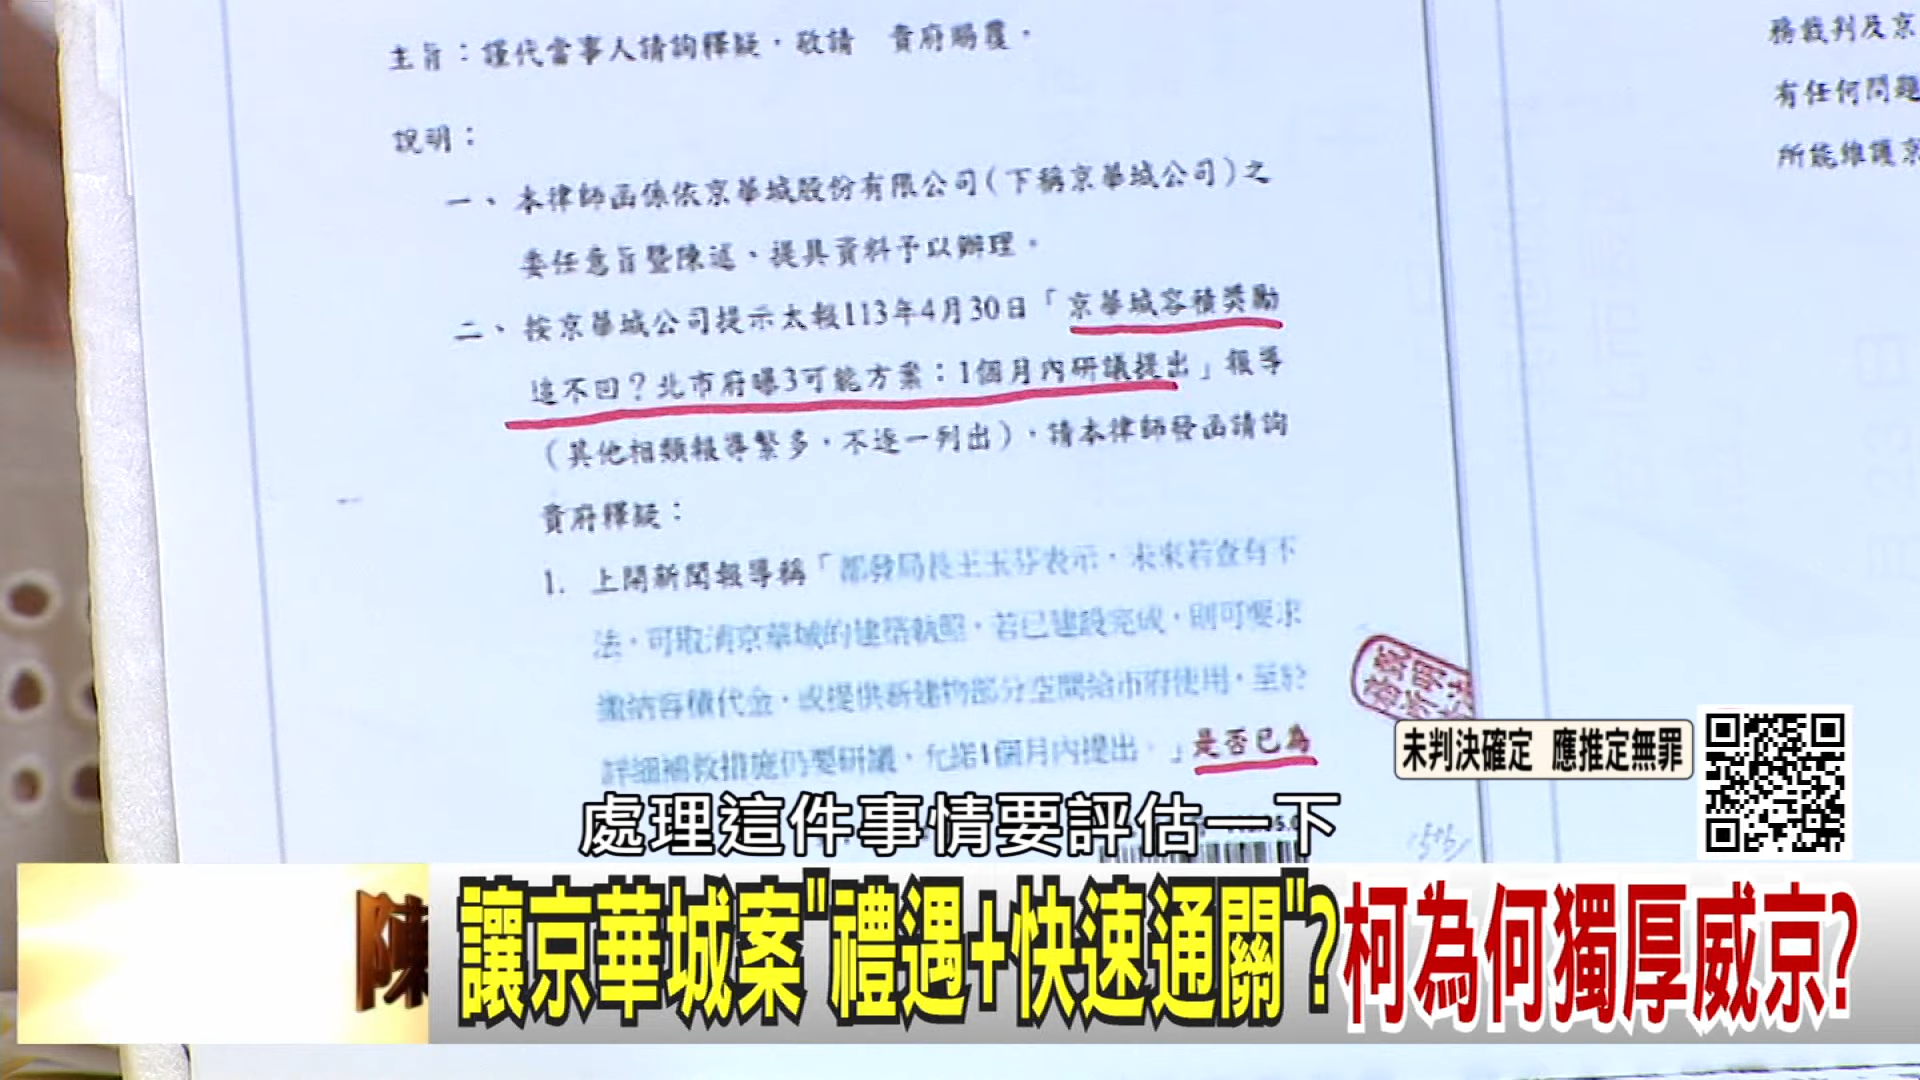 主旨：謹代當事人請詢釋疑，敬請　貴府賜覆。
說明：
一、本律師函係依京華城股份有限公司(下稱京華城公司)之
委任意旨暨陳述、提具資料予以辦理。
二、按京華城公司提示太報113年4月30日「京華城容積獎勵
追不回？北市府曝3可能方案：1個月內研議提出」報導
(其他相類報導繁多，不逐一列出)，請本律師發函請詢
貴府釋疑：
1. 上開新聞報導稱「都發局長王玉芬表示，未來若查有不
法，可取消京華城的建築執照，若已建設完成，則可要求
繳納容積代金，或提供新建物部分空間給市府使用，至於
詳細補救措施仍要研議，允諾1個月內提出。」是否已為
務裁判及京
有任何問題
所能維護京
未判決確定 應推定無罪
處理這件事情要評估一下
陳
讓京華城案"禮遇+快速通關"?柯為何獨厚威京?